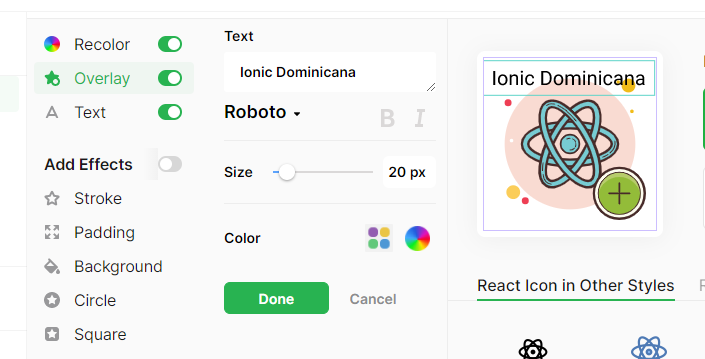 Recolor
Overlay
Text
Add Effects
Stroke
Padding
Background
Circle
Square
Text
Ionic Dominicana
Roboto
B I
Size
20 px
Color
Done
Cancel
Ionic Dominicana
React Icon in Other Styles